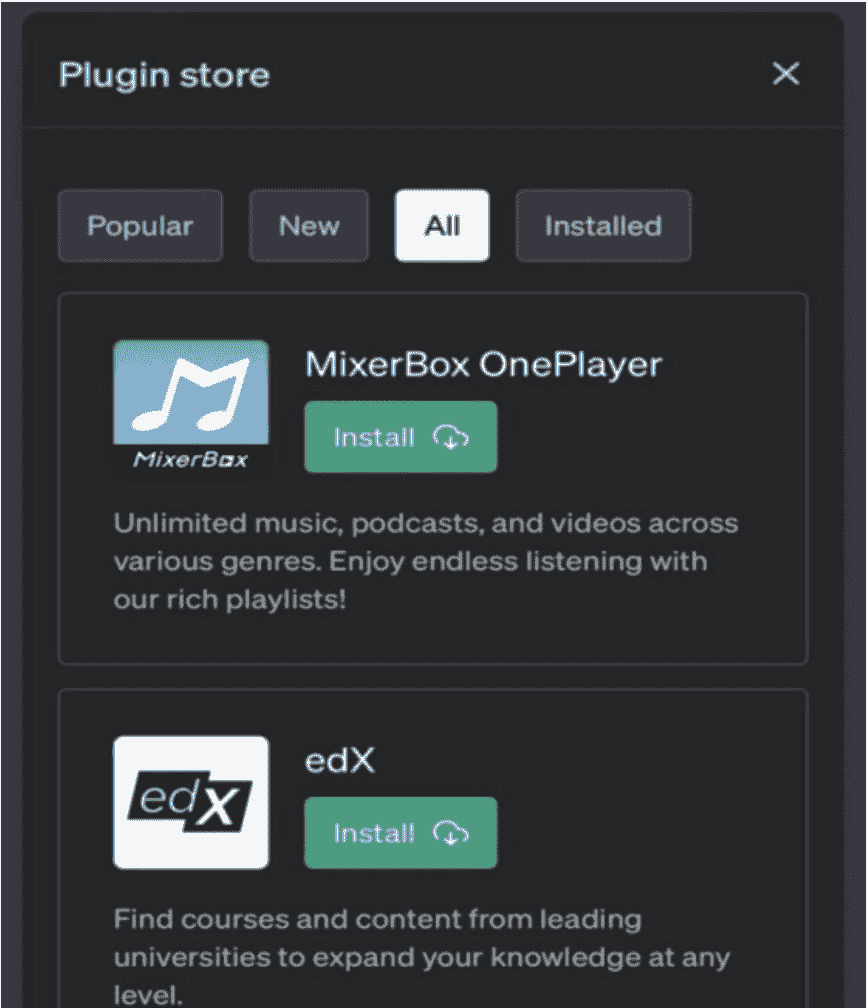 Plugin store
Popular New All Installed
MixerBox OnePlayer
Install
MixerBox
Unlimited music, podcasts, and videos across
various genres. Enjoy endless listening with
our rich playlists!
edX
edX
Install
Find courses and content from leading
universities to expand your knowledge at any
level.